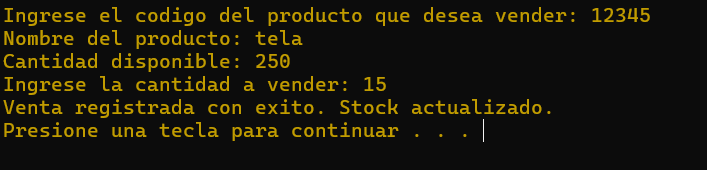 Ingrese el codigo del producto que desea vender: 12345
Nombre del producto: tela
Cantidad disponible: 250
Ingrese la cantidad a vender: 15
Venta registrada con exito. Stock actualizado.
Presione una tecla para continuar . . .